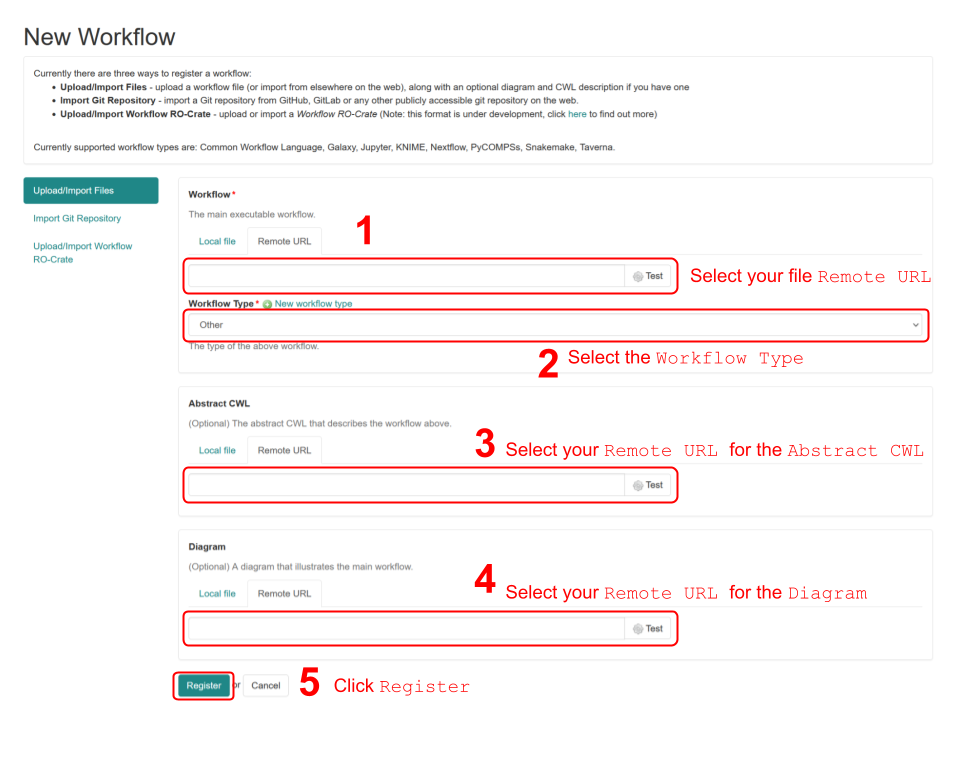 New Workflow
Currently there are three ways to register a workflow:
• Upload/Import Files - upload a workflow file (or import from elsewhere on the web), along with an optional diagram and CWL description if you have one
• Import Git Repository - import a Git repository from GitHub, GitLab or any other publicly accessible git repository on the web.
• Upload/Import Workflow RO-Crate - upload or import a Workflow RO-Crate (Note: this format is under development, click here to find out more)
Currently supported workflow types are: Common Workflow Language, Galaxy, Jupyter, KNIME, Nextflow, PyCOMPSs, Snakemake, Taverna.
Upload/Import Files
Import Git Repository
Upload/Import Workflow
RO-Crate
Workflow *
The main executable workflow.
1
Local file Remote URL
Test
Select your file Remote URL
Workflow Type * New workflow type
Other
The type of the above workflow.
2 Select the Workflow Type
Abstract CWL
(Optional) The abstract CWL that describes the workflow above.
Local file Remote URL
3 Select your Remote URL for the Abstract CWL
Test
Diagram
(Optional) A diagram that illustrates the main workflow.
Local file Remote URL
4 Select your Remote URL for the Diagram
Test
Register or Cancel
5 Click Register